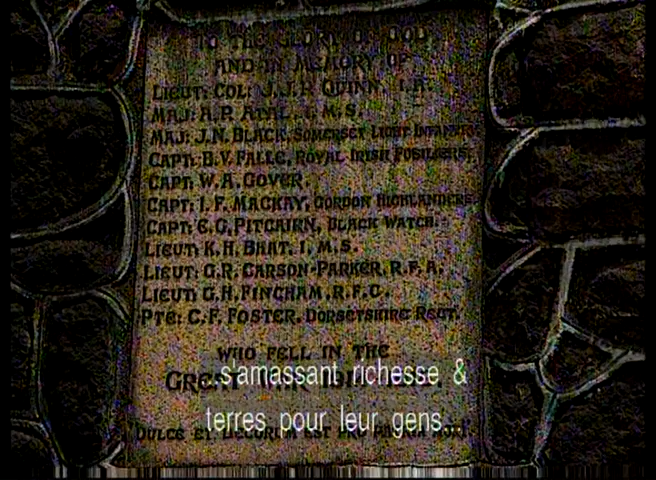 TO THE GLORY OF GOD
AND IN MEMORY OF
LIEUT: COL: J.J.P. QUINN. I.A.
MAJ: A.P. I.M.S.
MAJ: J.N. BLACK SOMERSET LIGHT INFANTRY
CAPT: B.V. FALLE, ROYAL IRISH FUSILIERS.
CAPT: W.A. GOVER.
CAPT: I.F. MACKAY, GORDON HIGHLANDERS.
CAPT: E.G. PITCAIRN, BLACK WATCH.
LIEUT: K.H. BHAT. I.M.S.
LIEUT: G.R. CARSON-PARKER, R.F.A.
LIEUT: G.H. FINCHAM. R.F.C.
PTE: C.F. FOSTER. DORSETSHIRE REGT.
WHO FELL IN THE
GREAT WAR
...s'amassant richesse &
terres pour leur gens...
DULCE ET DECORUM EST PRO PATRIA MORI